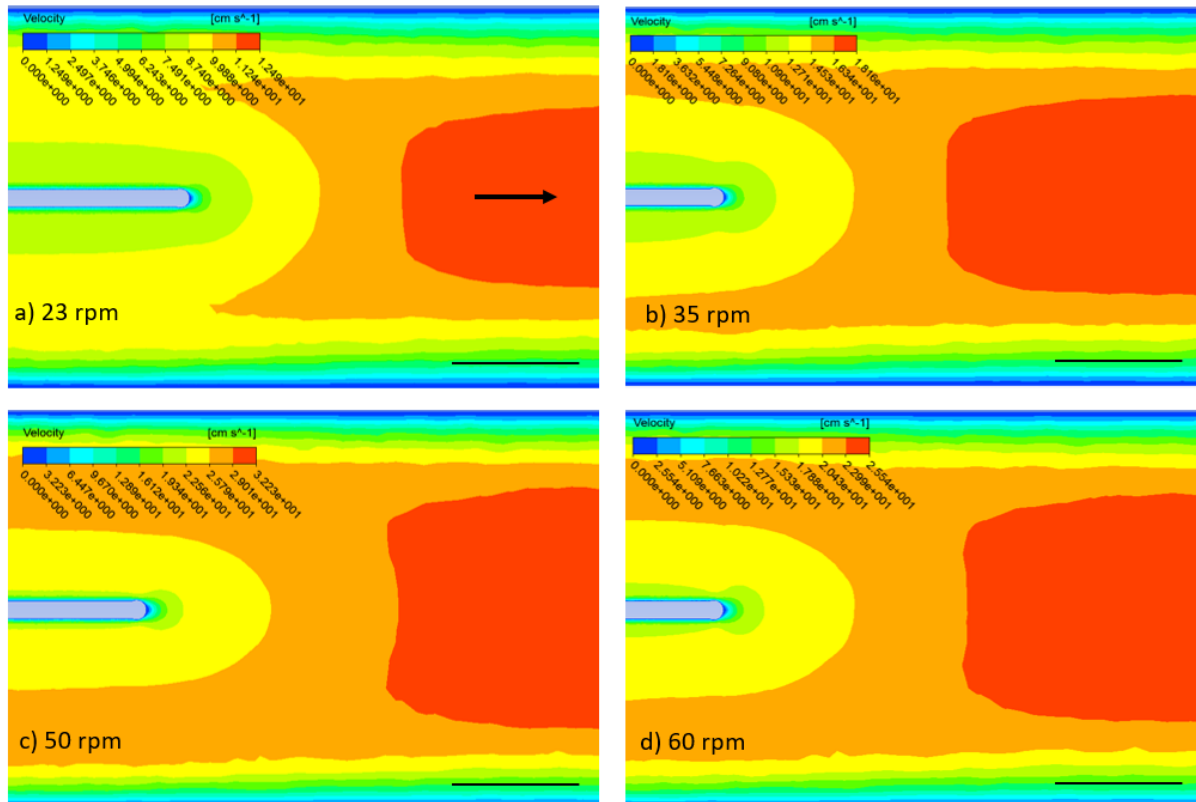 Velocity [cm s^-1]
0.000e+000
1.249e+000
2.497e+000
3.746e+000
4.994e+000
6.243e+000
7.491e+000
8.740e+000
9.988e+000
1.124e+001
1.249e+001
a) 23 rpm
Velocity [cm s^-1]
0.000e+000
1.816e+000
3.632e+000
5.448e+000
7.264e+000
9.080e+000
1.090e+001
1.271e+001
1.453e+001
1.634e+001
1.816e+001
b) 35 rpm
Velocity [cm s^-1]
0.000e+000
3.223e+000
6.447e+000
9.670e+000
1.289e+001
1.612e+001
1.934e+001
2.256e+001
2.579e+001
2.901e+001
3.223e+001
c) 50 rpm
Velocity [cm s^-1]
0.000e+000
2.554e+000
5.109e+000
7.663e+000
1.022e+001
1.277e+001
1.533e+001
1.788e+001
2.043e+001
2.299e+001
2.554e+001
d) 60 rpm